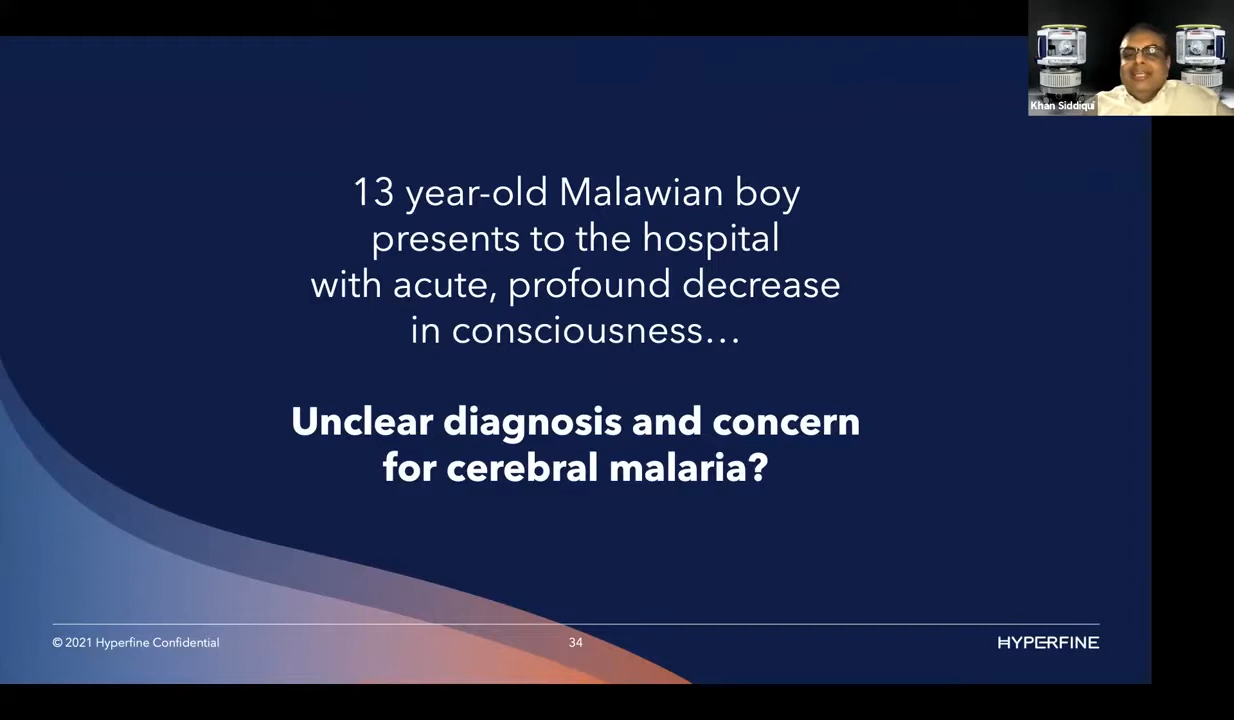 Khan Siddiqui
13 year-old Malawian boy
presents to the hospital
with acute, profound decrease
in consciousness…
Unclear diagnosis and concern
for cerebral malaria?
© 2021 Hyperfine Confidential
34
HYPERFINE